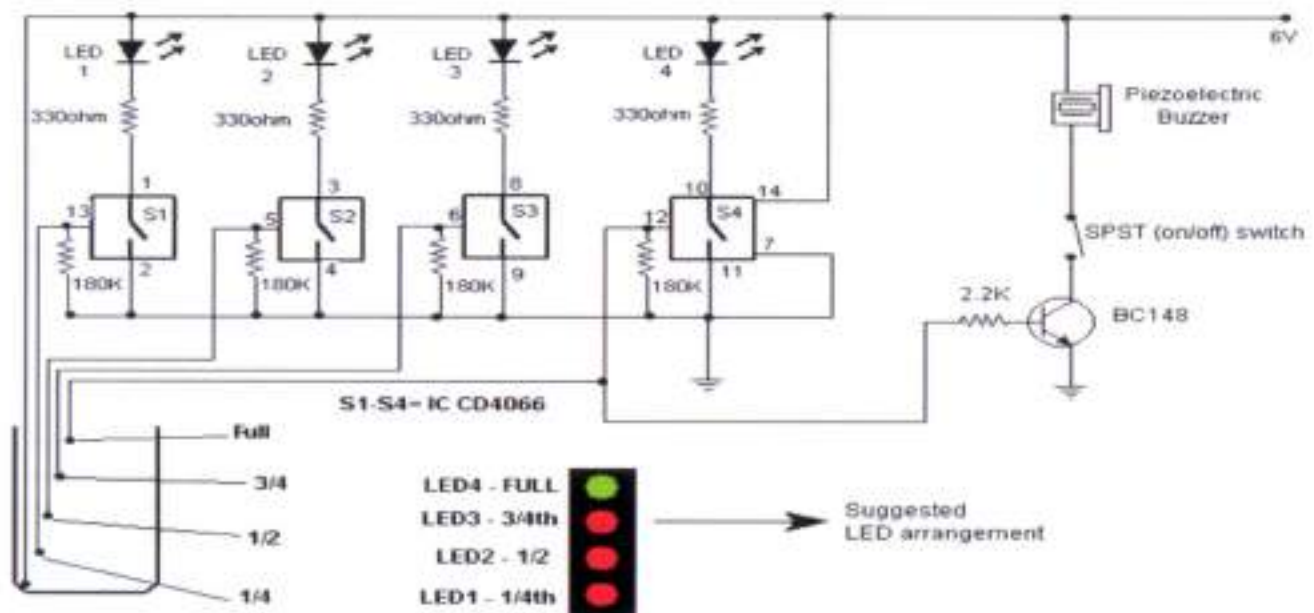 6V
LED
1
LED
2
LED
3
LED
4
Piezoelectric
Buzzer
330ohm
330ohm
330ohm
330ohm
1
3
8
10
14
13
S1
5
S2
6
S3
12
S4
7
2
4
9
11
180K
180K
180K
180K
SPST (on/off) switch
2.2K
BC148
S1-S4= IC CD4066
Full
3/4
1/2
1/4
LED4 - FULL
LED3 - 3/4th
LED2 - 1/2
LED1 - 1/4th
Suggested
LED arrangement